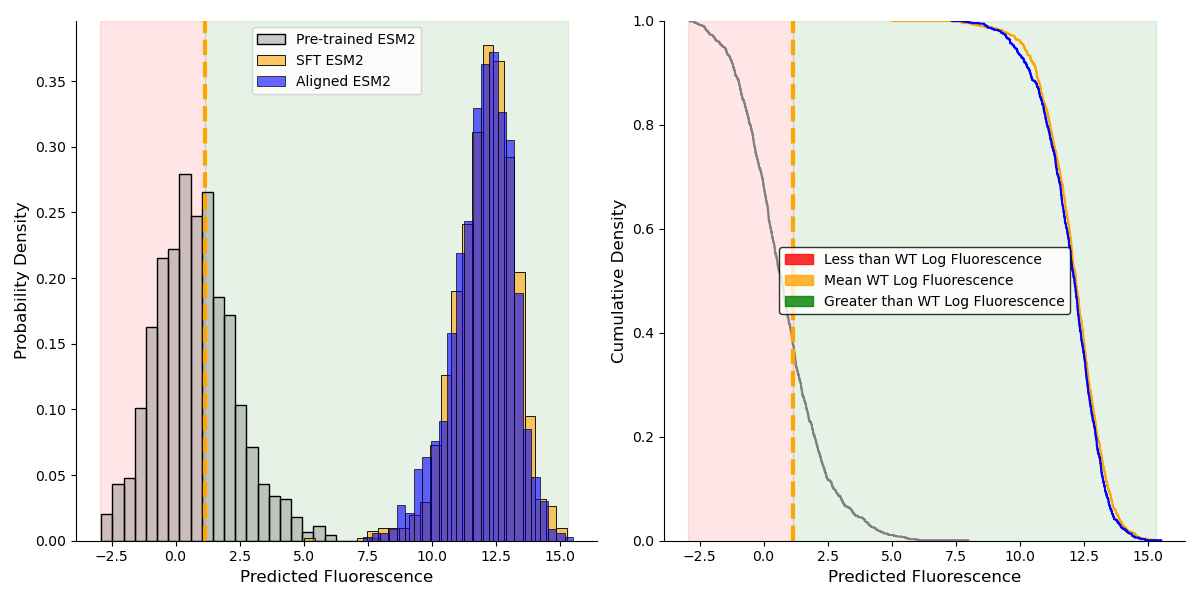 Pre-trained ESM2
SFT ESM2
Aligned ESM2
Probability Density
0.35
0.30
0.25
0.20
0.15
0.10
0.05
0.00
−2.5 0.0 2.5 5.0 7.5 10.0 12.5 15.0
Predicted Fluorescence
Cumulative Density
1.0
0.8
0.6
0.4
0.2
0.0
Less than WT Log Fluorescence
Mean WT Log Fluorescence
Greater than WT Log Fluorescence
−2.5 0.0 2.5 5.0 7.5 10.0 12.5 15.0
Predicted Fluorescence